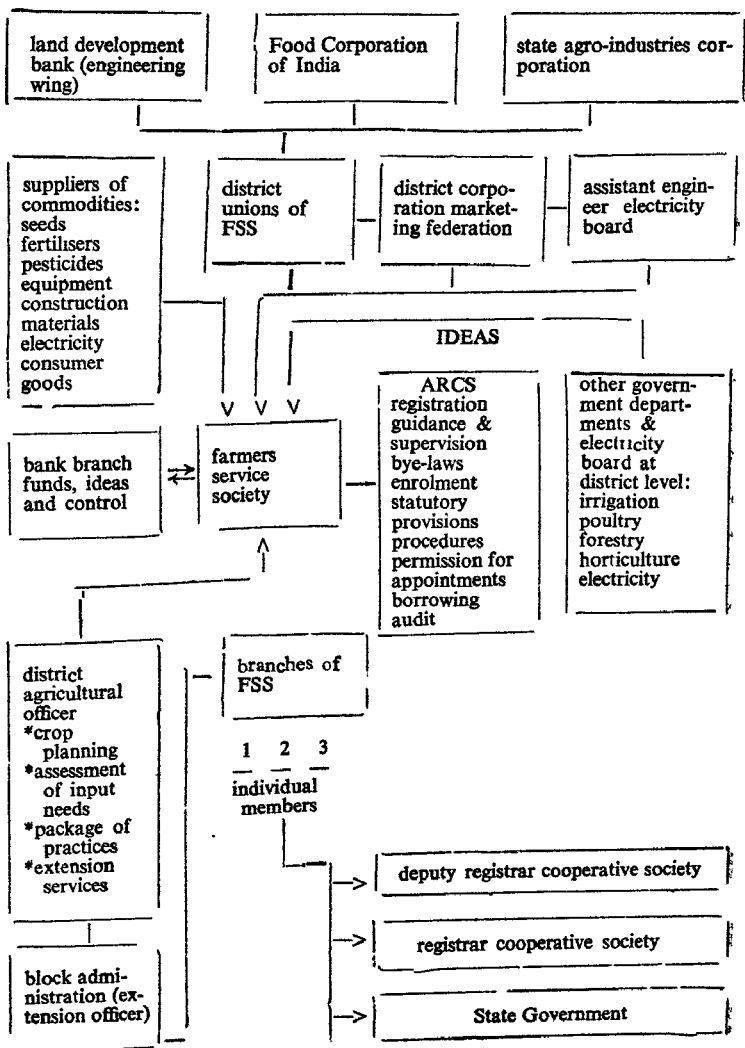 land development
bank (engineering
wing)
Food Corporation
of India
state agro-industries cor-
poration
suppliers of
commodities:
seeds
fertilisers
pesticides
equipment
construction
materials
electricity
consumer
goods
district
unions of
FSS
district corpo-
ration market-
ing federation
assistant engin-
eer electricity
board
IDEAS
bank branch
funds, ideas
and control
farmers
service
society
ARCS
registration
guidance &
supervision
bye-laws
enrolment
statutory
provisions
procedures
permission for
appointments
borrowing
audit
other govern-
ment depart-
ments &
electricity
board at
district level:
irrigation
poultry
forestry
horticulture
electricity
district
agricultural
officer
*crop
planning
*assessment
of input
needs
*package of
practices
*extension
services
branches of
FSS
1 2 3
individual
members
block admi-
nistration (ex-
tension officer)
deputy registrar cooperative society
registrar cooperative society
State Government